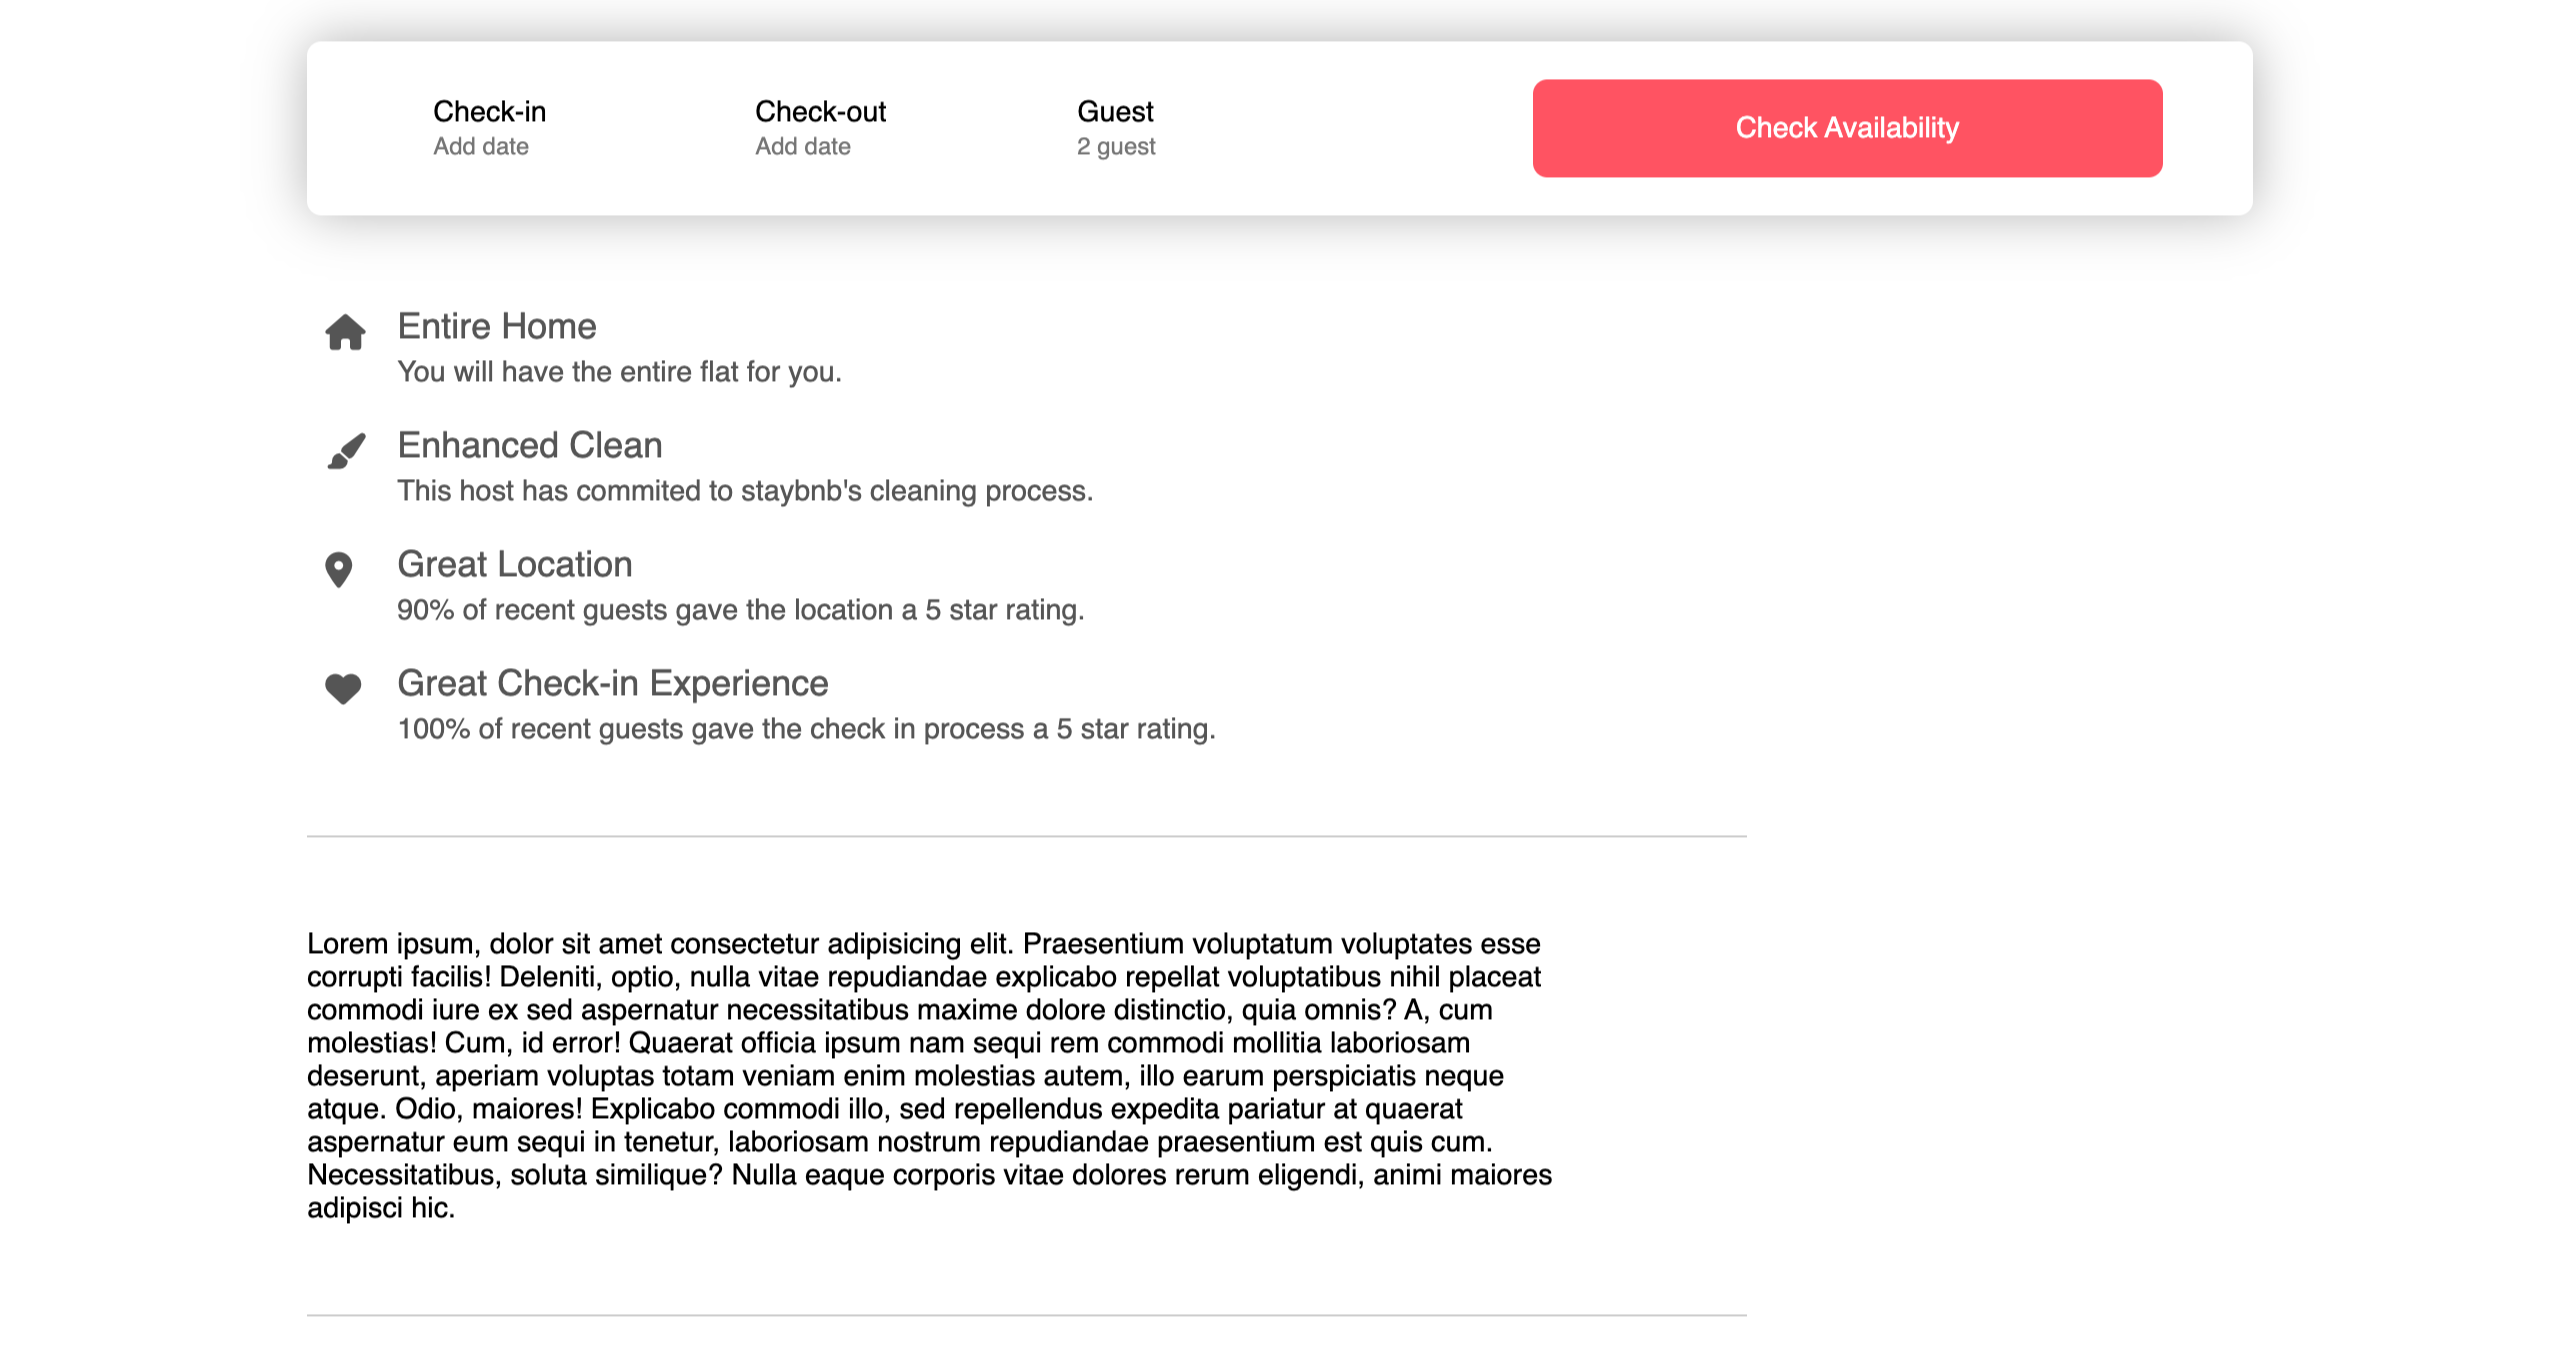 Check-in
Add date
Check-out
Add date
Guest
2 guest
Check Availability
Entire Home
You will have the entire flat for you.
Enhanced Clean
This host has commited to staybnb's cleaning process.
Great Location
90% of recent guests gave the location a 5 star rating.
Great Check-in Experience
100% of recent guests gave the check in process a 5 star rating.
Lorem ipsum, dolor sit amet consectetur adipisicing elit. Praesentium voluptatum voluptates esse
corrupti facilis! Deleniti, optio, nulla vitae repudiandae explicabo repellat voluptatibus nihil placeat
commodi iure ex sed aspernatur necessitatibus maxime dolore distinctio, quia omnis? A, cum
molestias! Cum, id error! Quaerat officia ipsum nam sequi rem commodi mollitia laboriosam
deserunt, aperiam voluptas totam veniam enim molestias autem, illo earum perspiciatis neque
atque. Odio, maiores! Explicabo commodi illo, sed repellendus expedita pariatur at quaerat
aspernatur eum sequi in tenetur, laboriosam nostrum repudiandae praesentium est quis cum.
Necessitatibus, soluta similique? Nulla eaque corporis vitae dolores rerum eligendi, animi maiores
adipisci hic.